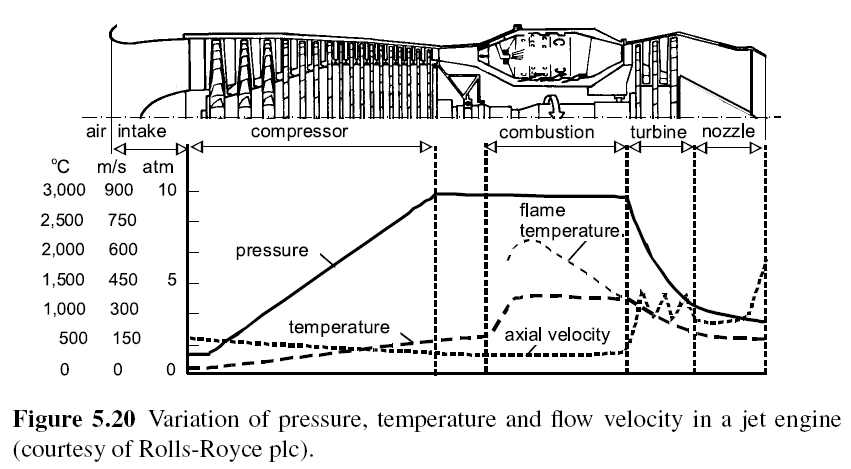 air intake compressor combustion turbine nozzle
°C m/s atm
3,000 900 10
2,500 750
2,000 600
1,500 450 5
1,000 300
500 150
0 0 0
flame
temperature
pressure
temperature
axial velocity
Figure 5.20 Variation of pressure, temperature and flow velocity in a jet engine
(courtesy of Rolls-Royce plc).